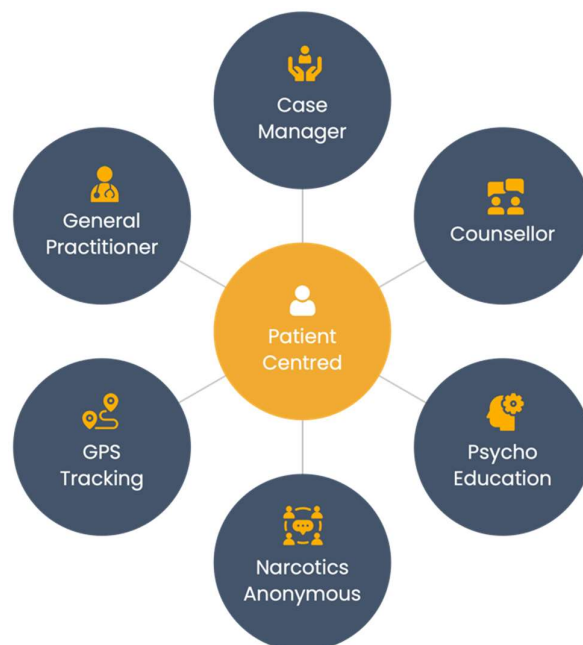 Case
Manager
General
Practitioner
Counsellor
Patient
Centred
GPS
Tracking
Psycho
Education
Narcotics
Anonymous